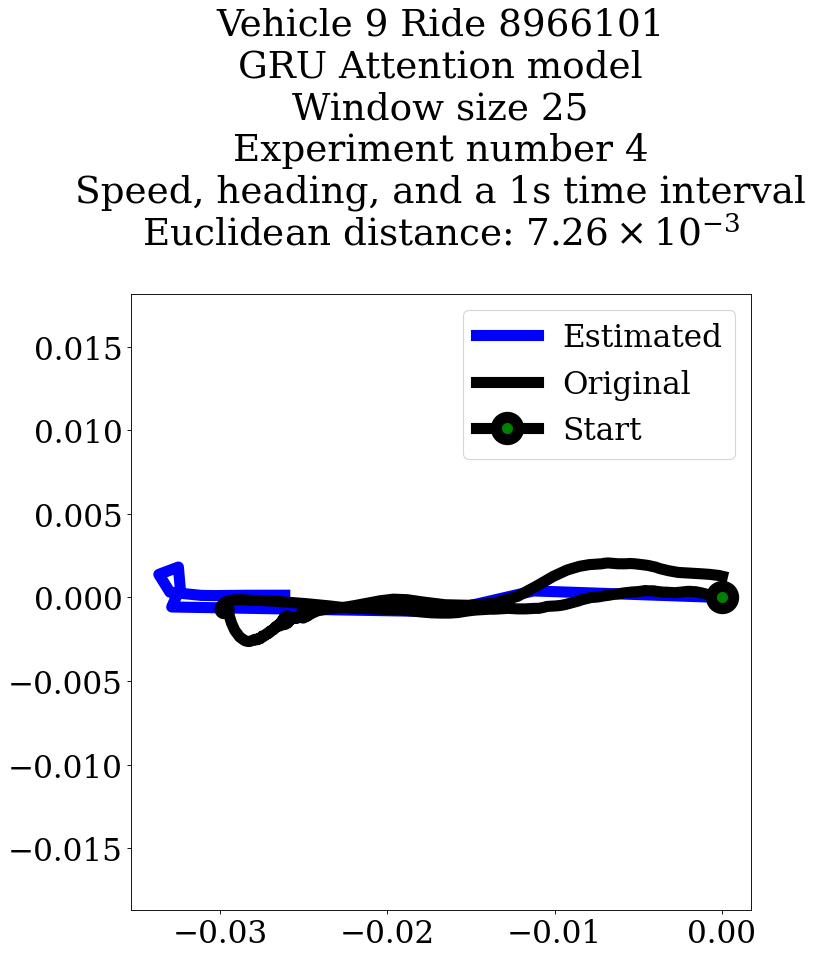 Vehicle 9 Ride 8966101
GRU Attention model
Window size 25
Experiment number 4
Speed, heading, and a 1s time interval
Euclidean distance: 7.26 × 10⁻³
Estimated
Original
Start
0.015
0.010
0.005
0.000
−0.005
−0.010
−0.015
−0.03
−0.02
−0.01
0.00